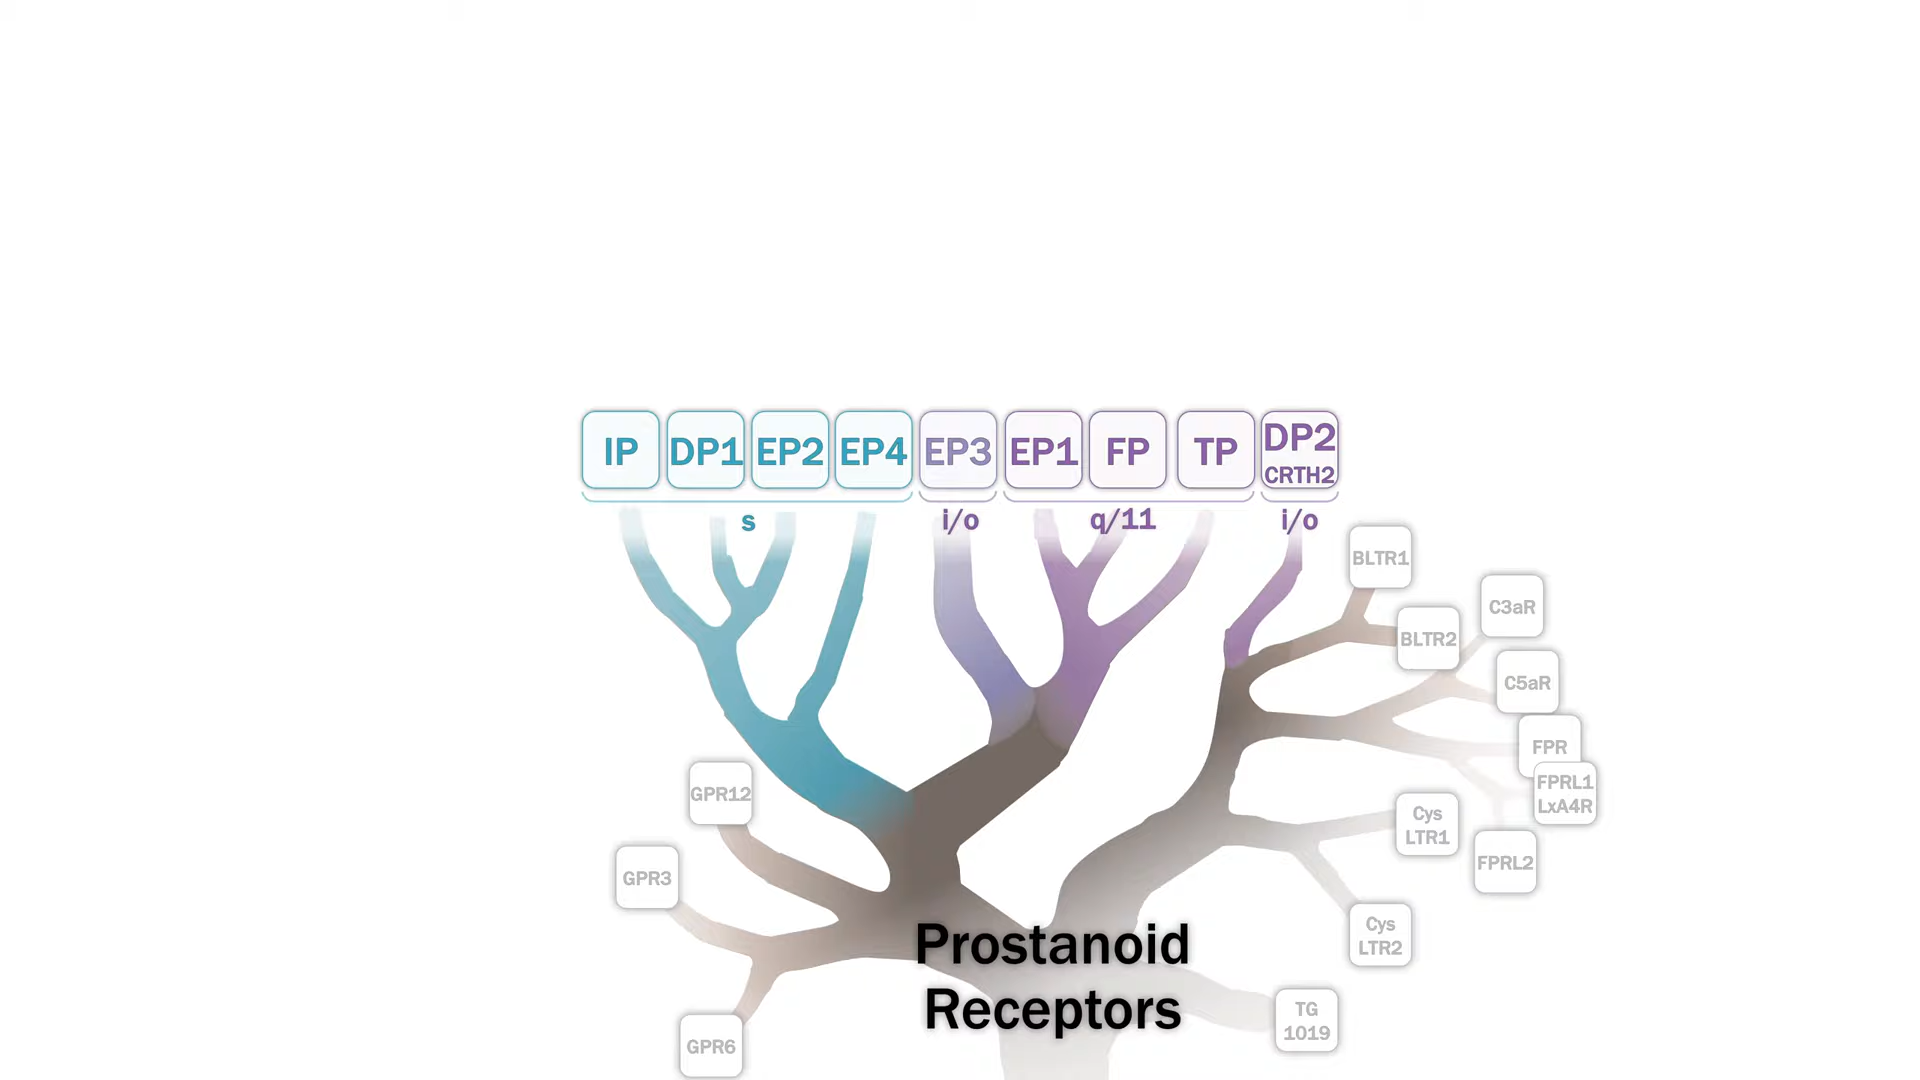 IP
DP1
EP2
EP4
EP3
EP1
FP
TP
DP2
CRTH2
s
i/o
q/11
i/o
BLTR1
BLTR2
C3aR
C5aR
FPR
FPRL1
LxA4R
FPRL2
Cys
LTR1
Cys
LTR2
TG
1019
GPR12
GPR3
GPR6
Prostanoid
Receptors